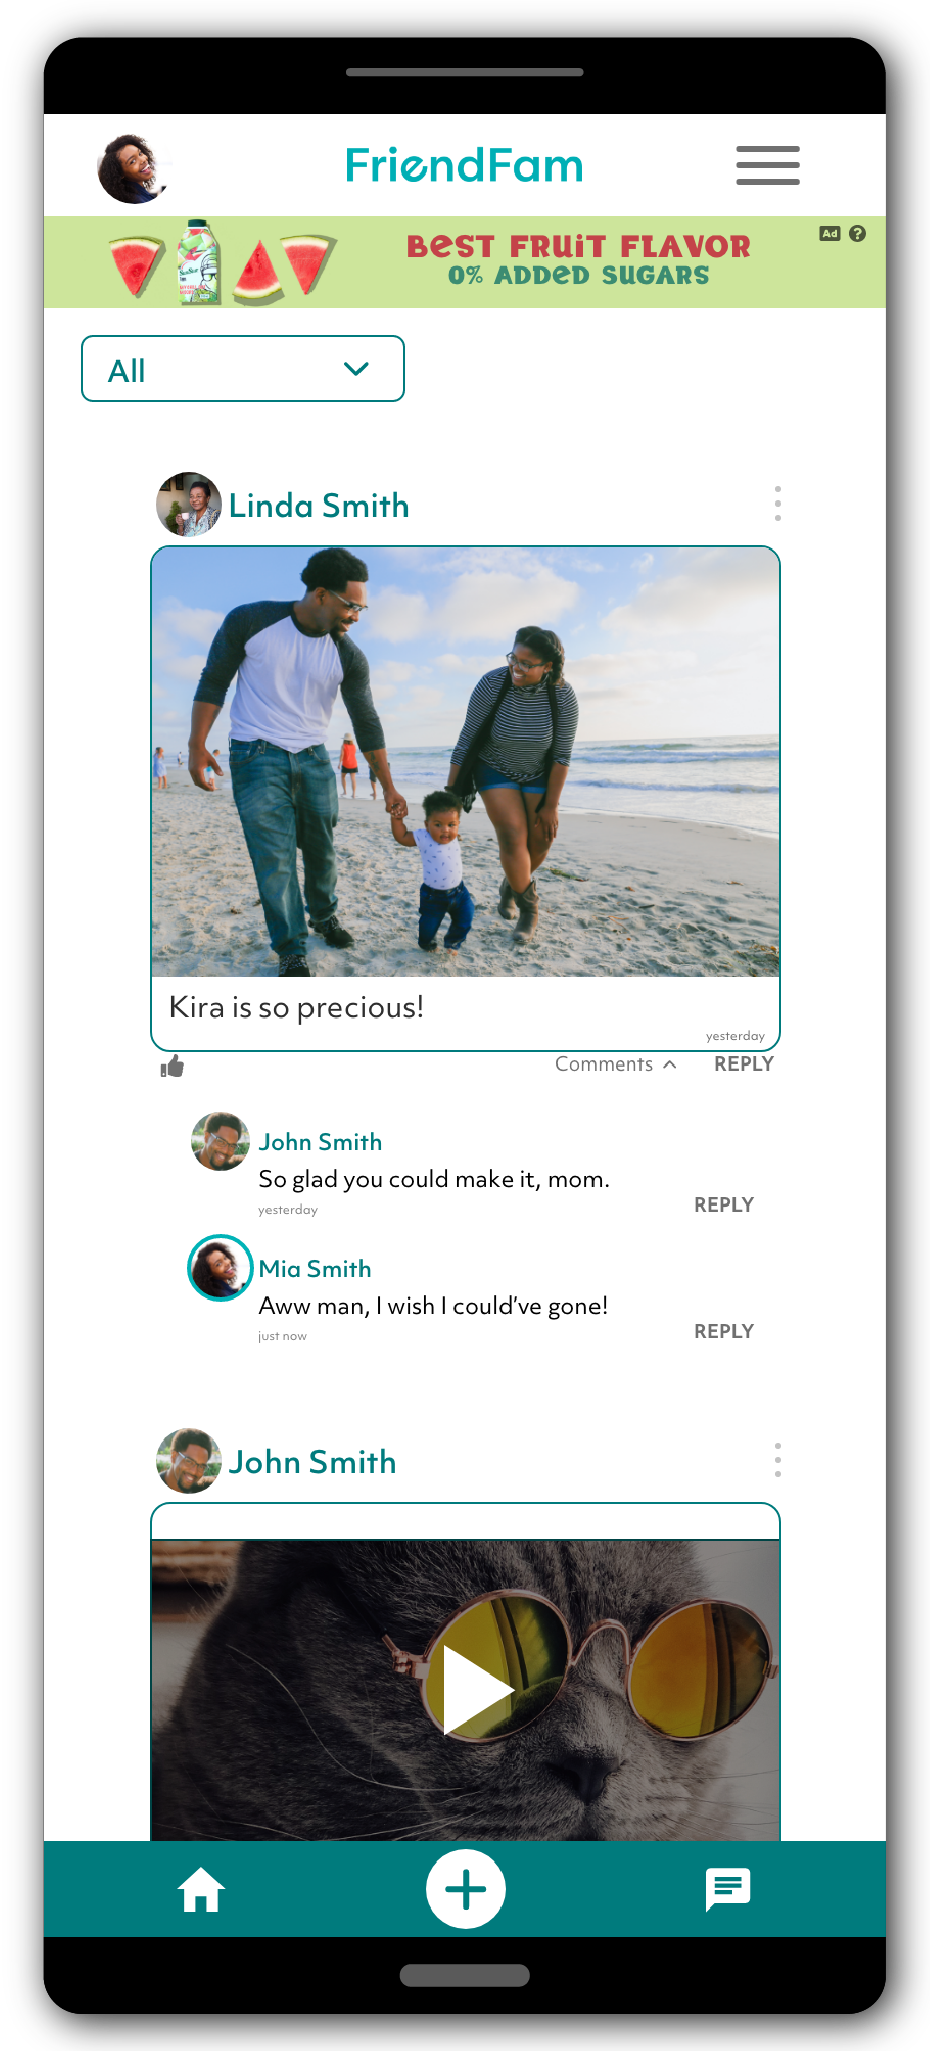 FriendFam
BeST FRUiT FLAVOR
0% ADDeD SUGARS
Ad
?
All
Linda Smith
Kira is so precious!
yesterday
Comments
REPLY
John Smith
So glad you could make it, mom.
yesterday
REPLY
Mia Smith
Aww man, I wish I could've gone!
just now
REPLY
John Smith